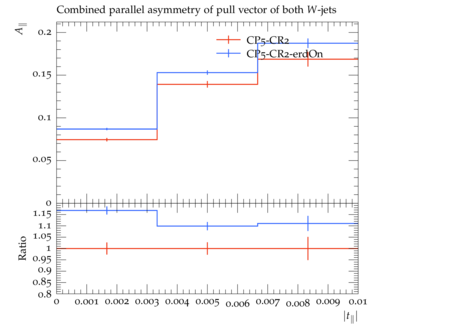 Combined parallel asymmetry of pull vector of both W-jets
A∥
0.2
0.15
0.1
0.05
0
CP5-CR2
CP5-CR2-erdOn
Ratio
1.15
1.1
1.05
1
0.95
0.9
0.85
0.8
0 0.001 0.002 0.003 0.004 0.005 0.006 0.007 0.008 0.009 0.01
|t∥|